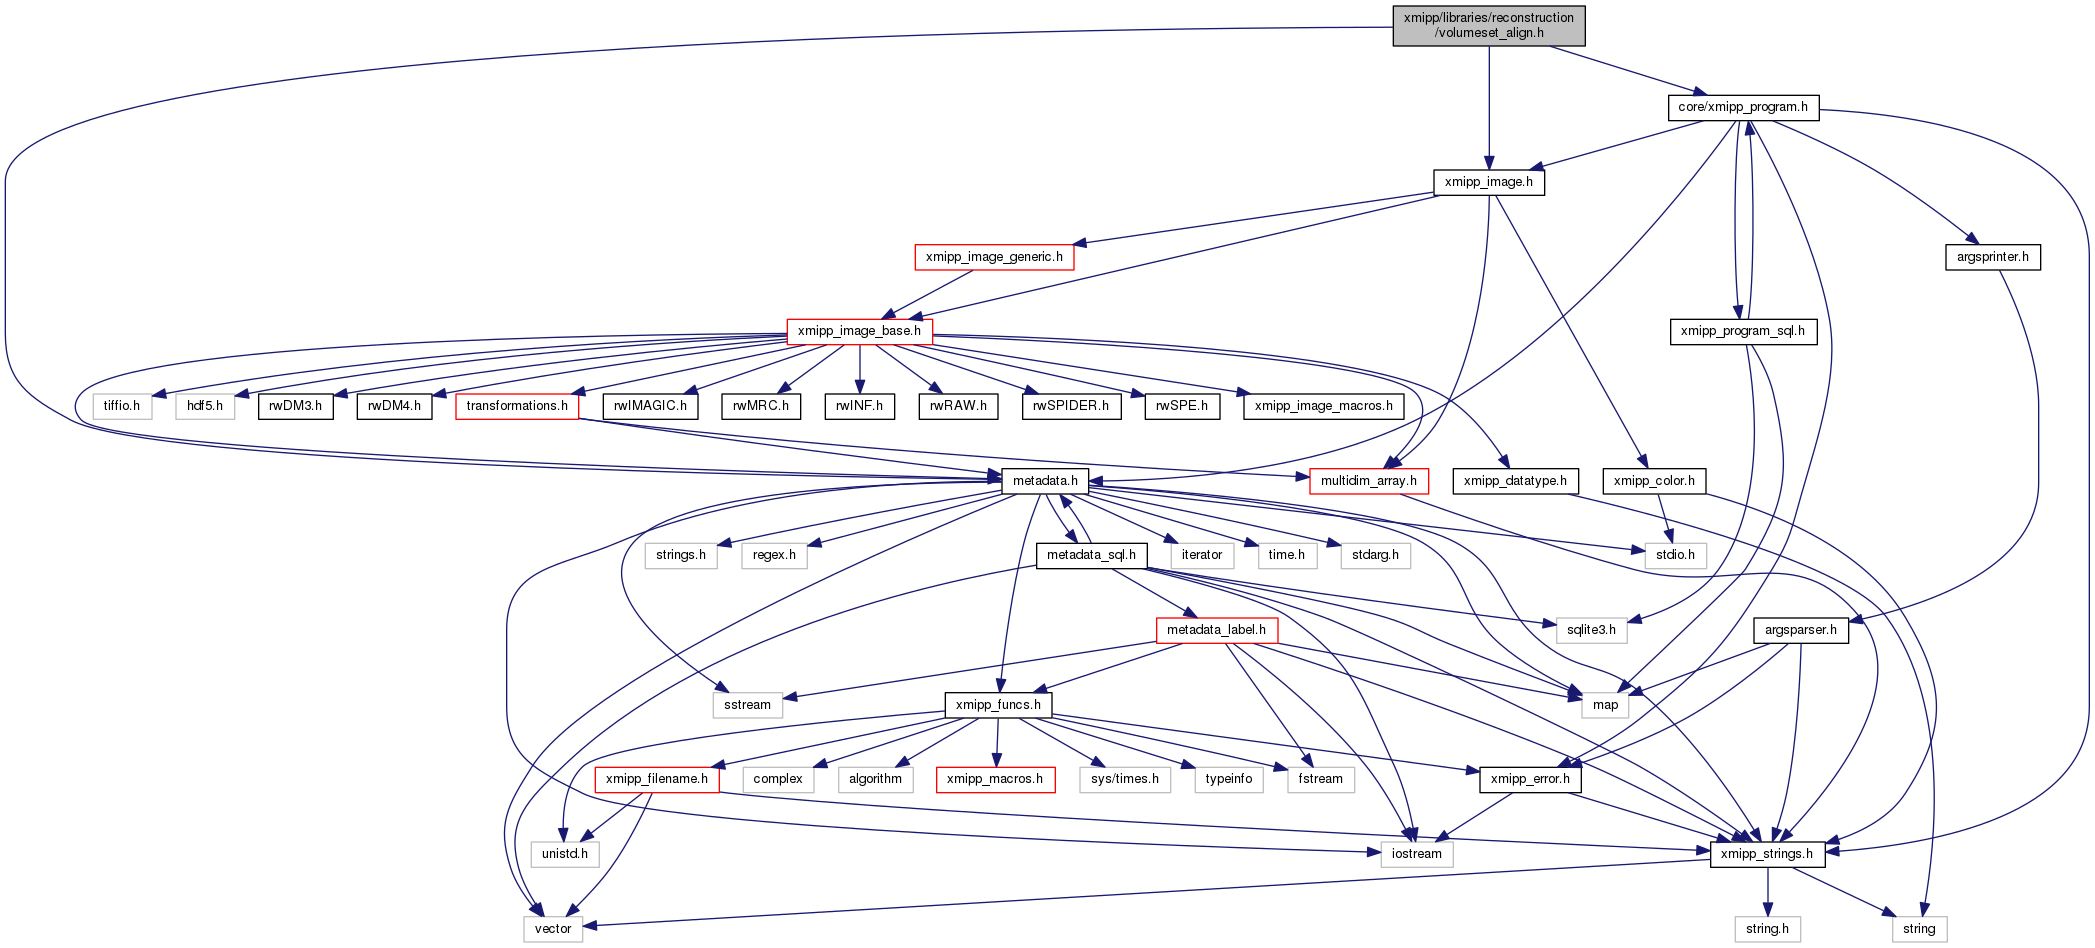 xmipp/libraries/reconstruction
/volumeset_align.h
core/xmipp_program.h
xmipp_image.h
xmipp_image_generic.h
argsprinter.h
xmipp_image_base.h
xmipp_program_sql.h
tiffio.h
hdf5.h
rwDM3.h
rwDM4.h
transformations.h
rwIMAGIC.h
rwMRC.h
rwINF.h
rwRAW.h
rwSPIDER.h
rwSPE.h
xmipp_image_macros.h
metadata.h
multidim_array.h
xmipp_datatype.h
xmipp_color.h
strings.h
regex.h
metadata_sql.h
iterator
time.h
stdarg.h
stdio.h
metadata_label.h
sqlite3.h
argsparser.h
sstream
xmipp_funcs.h
map
xmipp_filename.h
complex
algorithm
xmipp_macros.h
sys/times.h
typeinfo
fstream
xmipp_error.h
unistd.h
iostream
xmipp_strings.h
vector
string.h
string